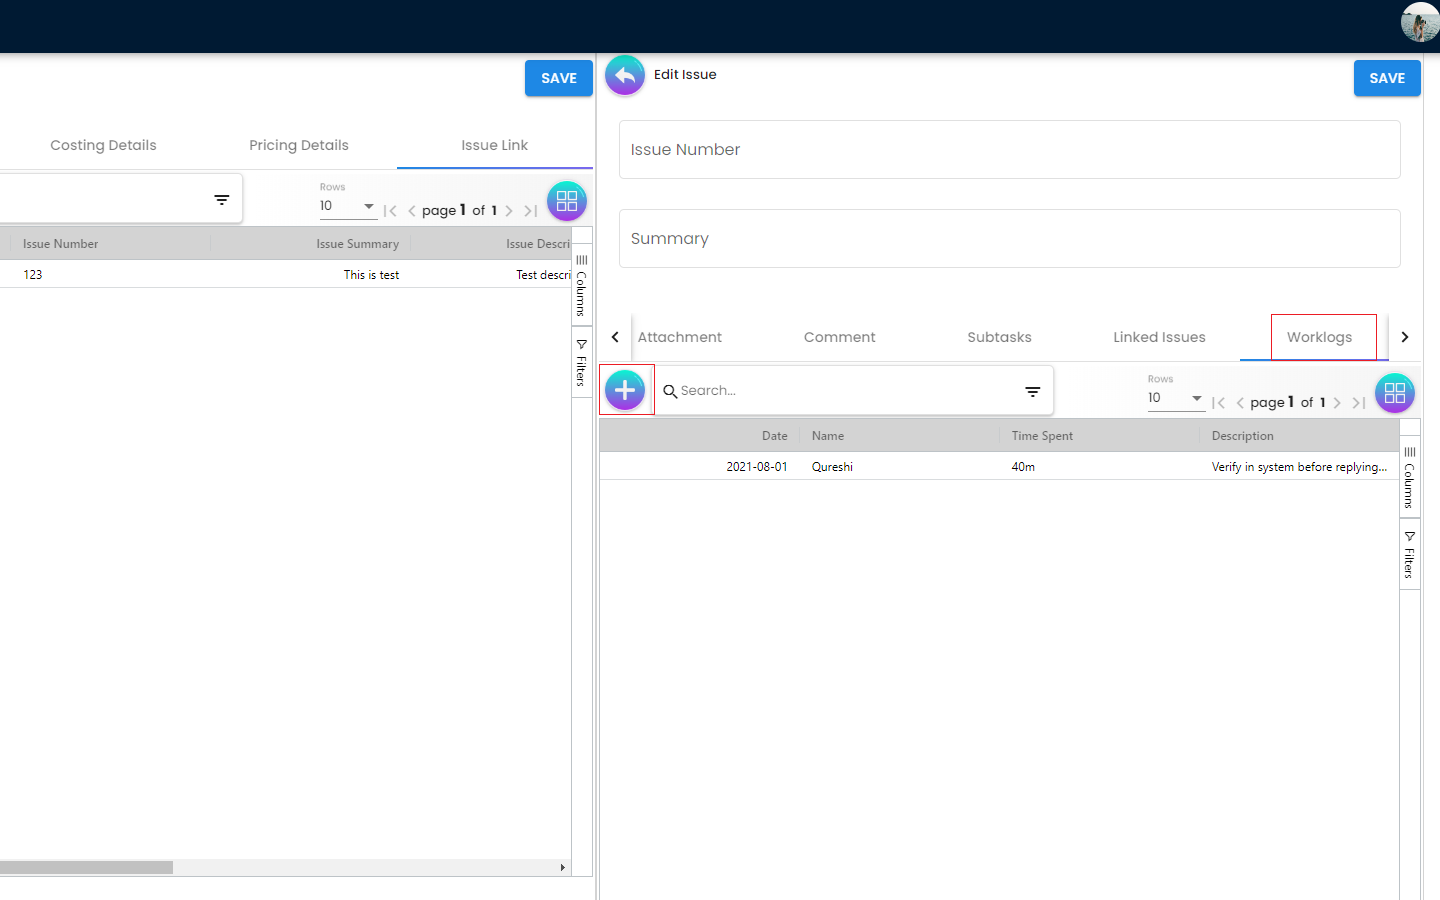 SAVE
Costing Details
Pricing Details
Issue Link
Rows
10
page 1 of 1
Issue Number
Issue Summary
Issue Descri
123
This is test
Test descri
Columns
Filters
Edit Issue
SAVE
Issue Number
Summary
Attachment
Comment
Subtasks
Linked Issues
Worklogs
Search...
Rows
10
page 1 of 1
Date
Name
Time Spent
Description
2021-08-01
Qureshi
40m
Verify in system before replying...
Columns
Filters